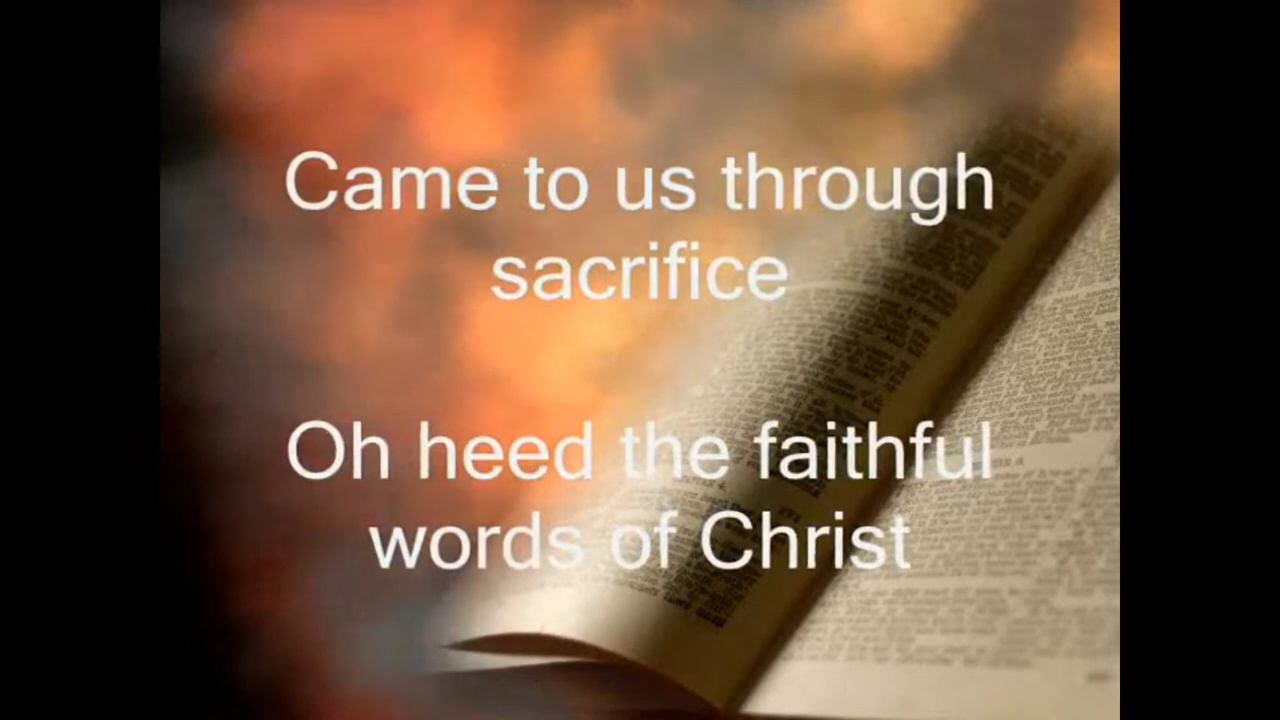 Came to us through
sacrifice
Oh heed the faithful
words of Christ